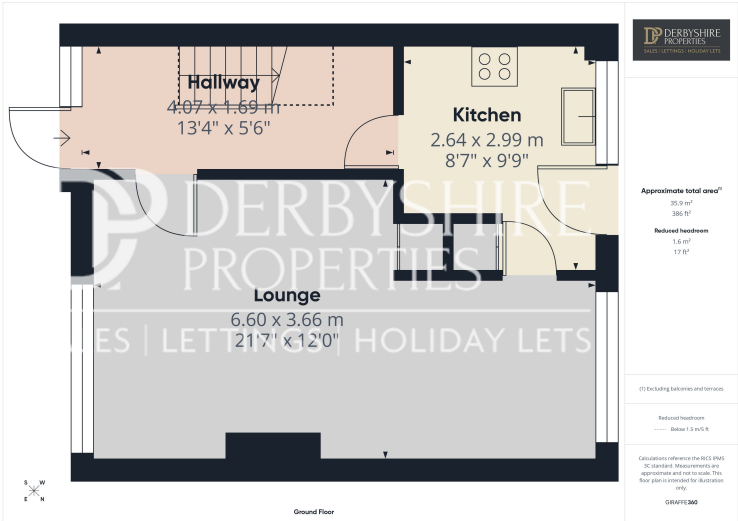 Hallway
4.07 x 1.69 m
13'4" x 5'6"
Kitchen
2.64 x 2.99 m
8'7" x 9'9"
Lounge
6.60 x 3.66 m
21'7" x 12'0"
DERBYSHIRE
PROPERTIES
SALES | LETTINGS | HOLIDAY LETS
S W
E N
Ground Floor
DP DERBYSHIRE
PROPERTIES
SALES | LETTINGS | HOLIDAY LETS
Approximate total area(1)
35.9 m²
386 ft²
Reduced headroom
1.6 m²
17 ft²
(1) Excluding balconies and terraces
Reduced headroom
Below 1.5 m/5 ft
Calculations reference the RICS IPMS
3C standard. Measurements are
approximate and not to scale. This
floor plan is intended for illustration
only.
GIRAFFE360